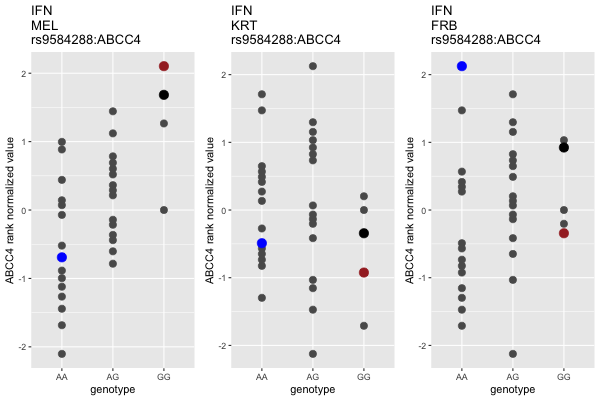 IFN
MEL
rs9584288:ABCC4
ABCC4 rank normalized value
2
1
0
-1
-2
AA
AG
GG
genotype
IFN
KRT
rs9584288:ABCC4
ABCC4 rank normalized value
2
1
0
-1
-2
AA
AG
GG
genotype
IFN
FRB
rs9584288:ABCC4
ABCC4 rank normalized value
2
1
0
-1
-2
AA
AG
GG
genotype